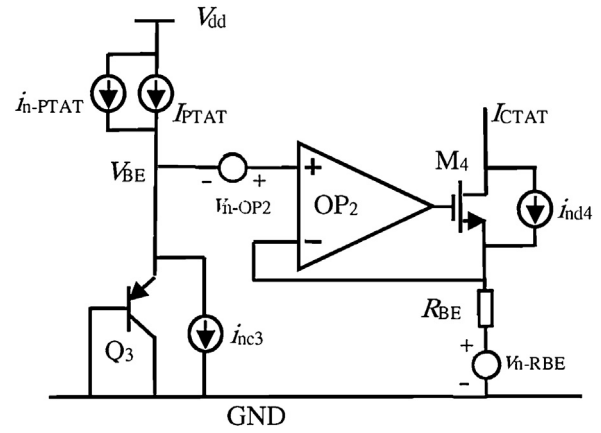 Vdd
in-PTAT
IPTAT
ICTAT
VBE
M4
+
OP2
-
- +
vn-OP2
ind4
RBE
Q3
inc3
+
vn-RBE
-
GND